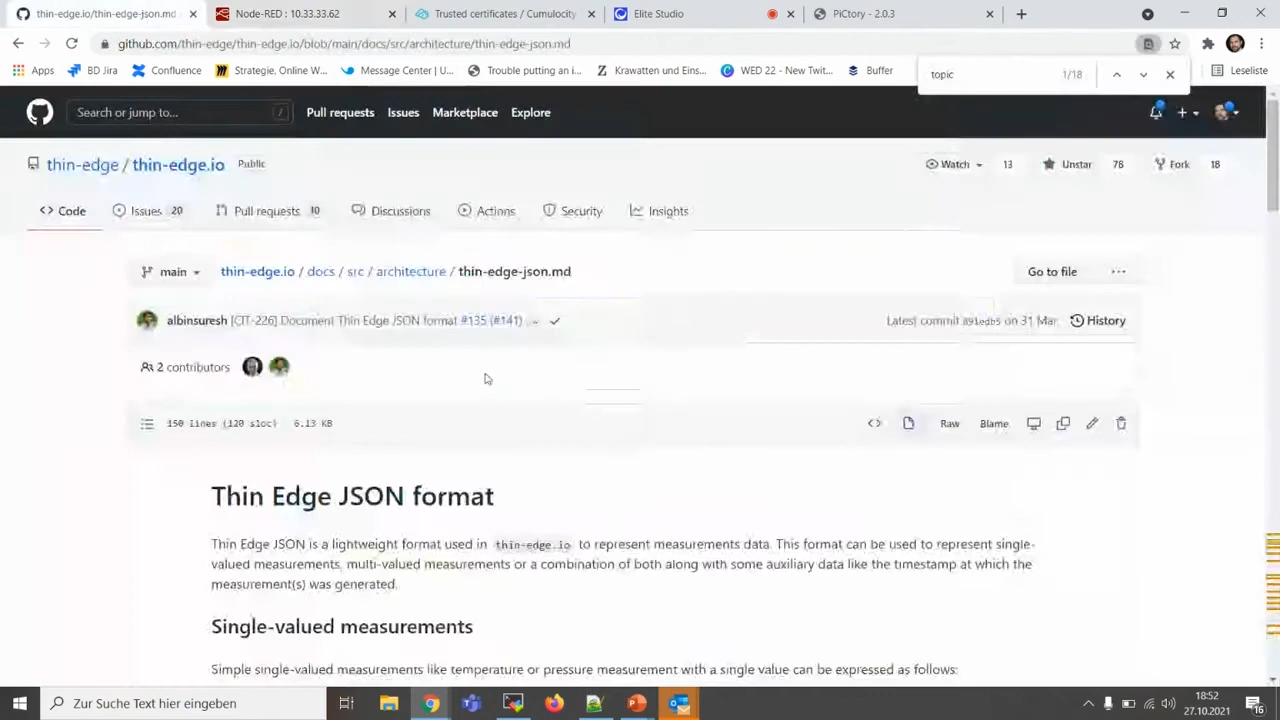 thin-edge.io/thin-edge-json.md
Node-RED : 10.33.33.62
Trusted certificates / Cumulocity
Elite Studio
PiCtory - 2.0.3
github.com/thin-edge/thin-edge.io/blob/main/docs/src/architecture/thin-edge-json.md
Apps
BD Jira
Confluence
Strategie, Online W...
Message Center | U...
Trouble putting an i...
Krawatten und Eins...
WED 22 - New Twit...
Buffer
topic
1/18
Leseliste
Search or jump to...
/
Pull requests
Issues
Marketplace
Explore
thin-edge / thin-edge.io
Public
Watch
13
Unstar
78
Fork
18
Code
Issues 20
Pull requests 10
Discussions
Actions
Security
Insights
main
thin-edge.io / docs / src / architecture / thin-edge-json.md
Go to file
albinsuresh [CIT-226] Document Thin Edge JSON format #135 (#141)
Latest commit a91edb5 on 31 Mar
History
2 contributors
150 lines (120 sloc)
6.13 KB
Raw
Blame
Thin Edge JSON format
Thin Edge JSON is a lightweight format used in thin-edge.io to represent measurements data. This format can be used to represent single-
valued measurements, multi-valued measurements or a combination of both along with some auxiliary data like the timestamp at which the
measurement(s) was generated.
Single-valued measurements
Simple single-valued measurements like temperature or pressure measurement with a single value can be expressed as follows:
Zur Suche Text hier eingeben
18:52
27.10.2021
16